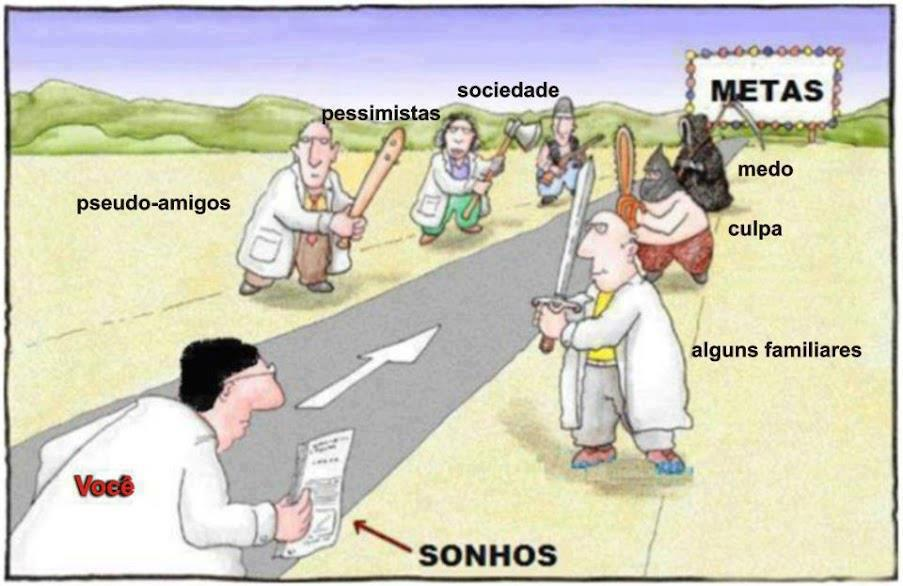 METAS
sociedade
pessimistas
medo
pseudo-amigos
culpa
alguns familiares
Você
SONHOS